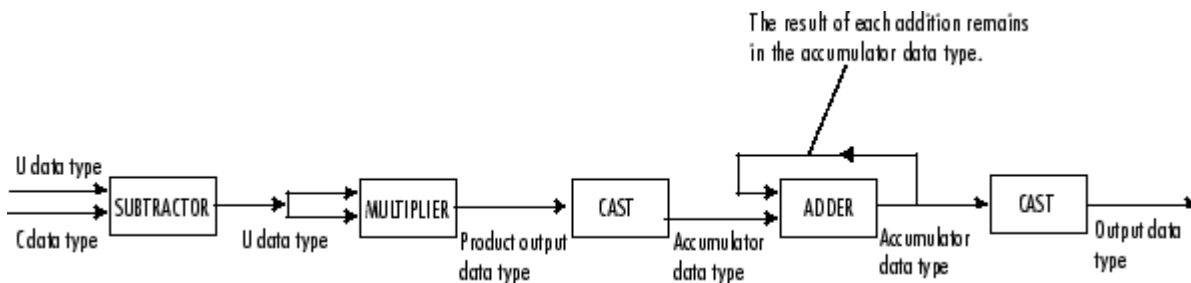 The result of each addition remains
in the accumulator data type.
U data type
C data type
SUBTRACTOR
U data type
MULTIPLIER
Product output
data type
CAST
Accumulator
data type
ADDER
Accumulator
data type
CAST
Output data
type